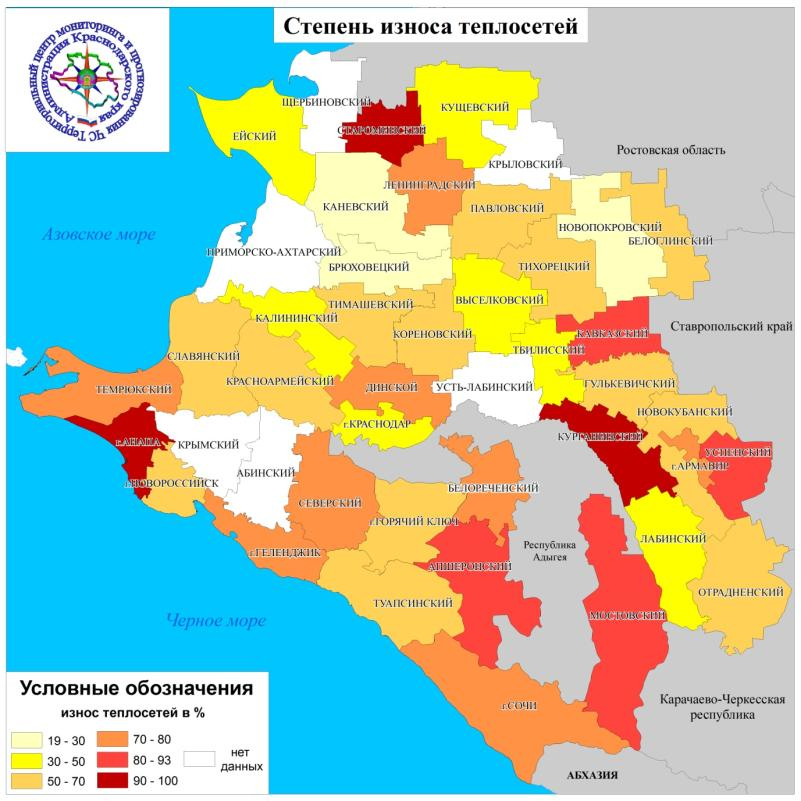 Степень износа теплосетей
Территориальный центр мониторинга и прогнозирования ЧС
Администрация Краснодарского края
ЩЕРБИНОВСКИЙ
КУЩЕВСКИЙ
СТАРОМИНСКИЙ
ЕЙСКИЙ
Ростовская область
КРЫЛОВСКИЙ
ЛЕНИНГРАДСКИЙ
КАНЕВСКИЙ
ПАВЛОВСКИЙ
НОВОПОКРОВСКИЙ
Азовское море
БЕЛОГЛИНСКИЙ
ПРИМОРСКО-АХТАРСКИЙ
БРЮХОВЕЦКИЙ
ТИХОРЕЦКИЙ
ТИМАШЕВСКИЙ
ВЫСЕЛКОВСКИЙ
КАЛИНИНСКИЙ
Ставропольский край
КОРЕНОВСКИЙ
КАВКАЗСКИЙ
ТБИЛИССКИЙ
СЛАВЯНСКИЙ
КРАСНОАРМЕЙСКИЙ
ТЕМРЮКСКИЙ
ДИНСКОЙ
УСТЬ-ЛАБИНСКИЙ
ГУЛЬКЕВИЧСКИЙ
НОВОКУБАНСКИЙ
г.КРАСНОДАР
г.АНАПА
КРЫМСКИЙ
КУРГАНИНСКИЙ
УСПЕНСКИЙ
г.АРМАВИР
АБИНСКИЙ
г.НОВОРОССИЙСК
БЕЛОРЕЧЕНСКИЙ
СЕВЕРСКИЙ
г.ГОРЯЧИЙ КЛЮЧ
ЛАБИНСКИЙ
Республика
Адыгея
г.ГЕЛЕНДЖИК
АПШЕРОНСКИЙ
ОТРАДНЕНСКИЙ
ТУАПСИНСКИЙ
МОСТОВСКИЙ
Черное море
Карачаево-Черкесская
республика
г.СОЧИ
АБХАЗИЯ
Условные обозначения
износ теплосетей в %
19 - 30
30 - 50
50 - 70
70 - 80
80 - 93
90 - 100
нет
данных